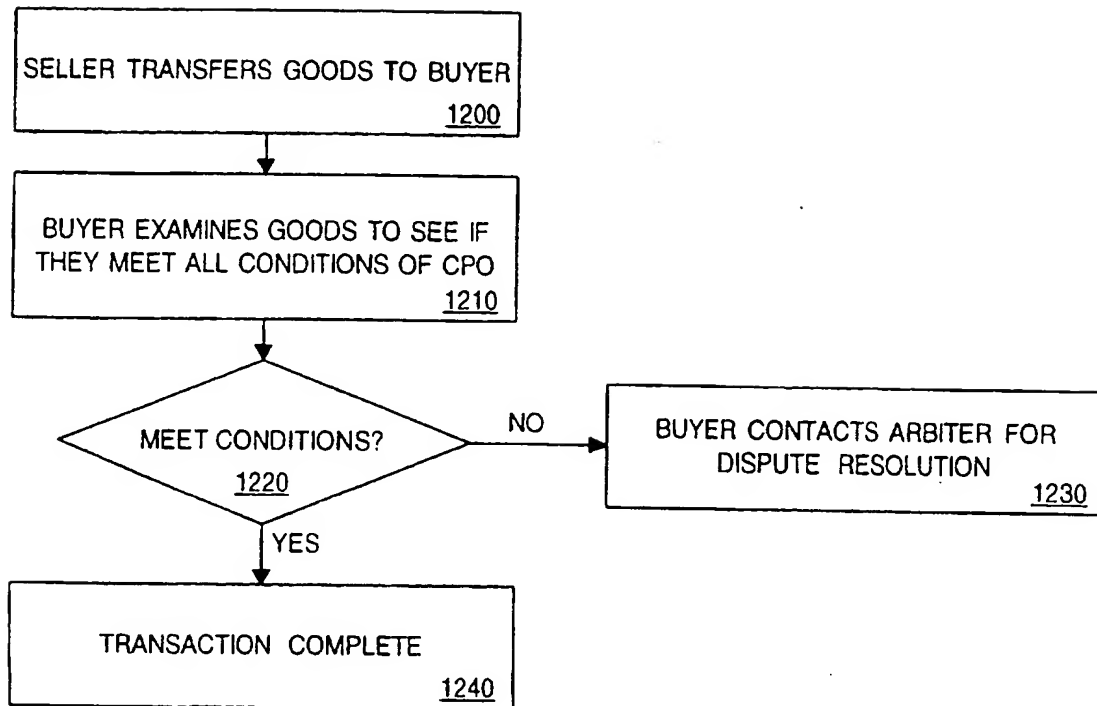 SELLER TRANSFERS GOODS TO BUYER
1200
BUYER EXAMINES GOODS TO SEE IF
THEY MEET ALL CONDITIONS OF CPO
1210
MEET CONDITIONS?
1220
NO
BUYER CONTACTS ARBITER FOR
DISPUTE RESOLUTION
1230
YES
TRANSACTION COMPLETE
1240